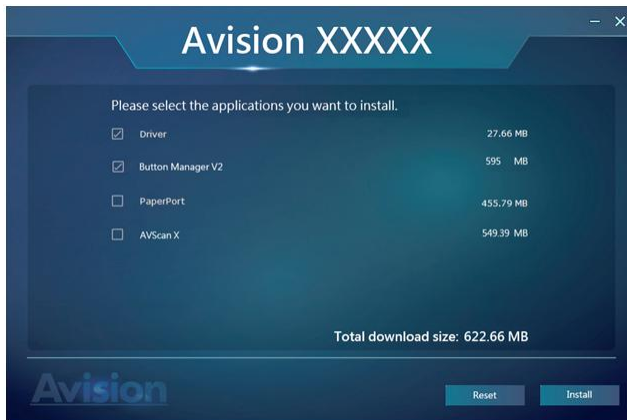 Avision XXXXX
Please select the applications you want to install.
Driver 27.66 MB
Button Manager V2 595 MB
PaperPort 455.79 MB
AVScan X 549.39 MB
Total download size: 622.66 MB
Avision
Reset Install